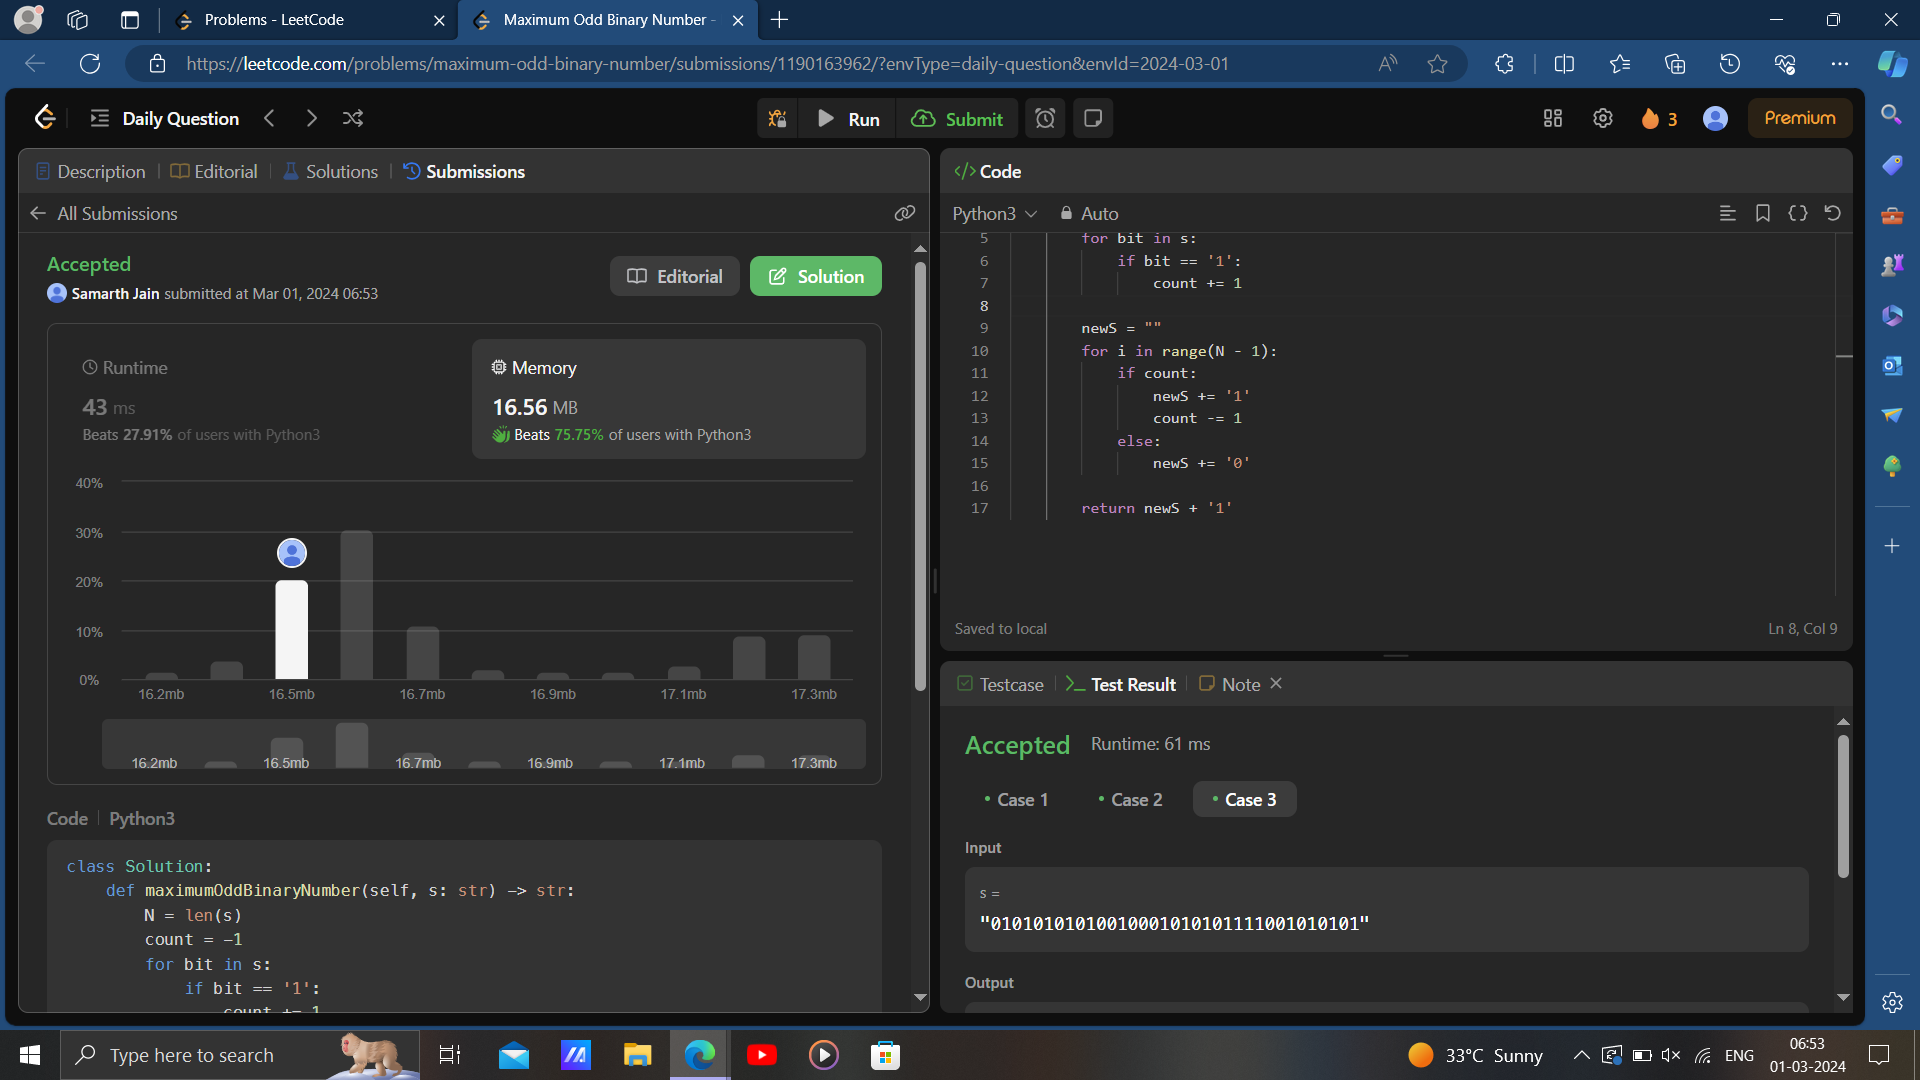 Problems - LeetCode
Maximum Odd Binary Number -
https://leetcode.com/problems/maximum-odd-binary-number/submissions/1190163962/?envType=daily-question&envId=2024-03-01
Daily Question
Run
Submit
3
Premium
Description
Editorial
Solutions
Submissions
All Submissions
Accepted
Samarth Jain submitted at Mar 01, 2024 06:53
Editorial
Solution
Runtime
43 ms
Beats 27.91% of users with Python3
Memory
16.56 MB
Beats 75.75% of users with Python3
40%
30%
20%
10%
0%
16.2mb 16.5mb 16.7mb 16.9mb 17.1mb 17.3mb
16.2mb 16.5mb 16.7mb 16.9mb 17.1mb 17.3mb
Code | Python3
class Solution:
def maximumOddBinaryNumber(self, s: str) -> str:
N = len(s)
count = -1
for bit in s:
if bit == '1':
count += 1
Code
Python3
Auto
5 for bit in s:
6 if bit == '1':
7 count += 1
8
9 newS = ""
10 for i in range(N - 1):
11 if count:
12 newS += '1'
13 count -= 1
14 else:
15 newS += '0'
16
17 return newS + '1'
Saved to local
Ln 8, Col 9
Testcase
Test Result
Note
Accepted
Runtime: 61 ms
Case 1
Case 2
Case 3
Input
s =
"0101010101001000101010101111001010101"
Output
Type here to search
33°C Sunny
ENG
06:53
01-03-2024